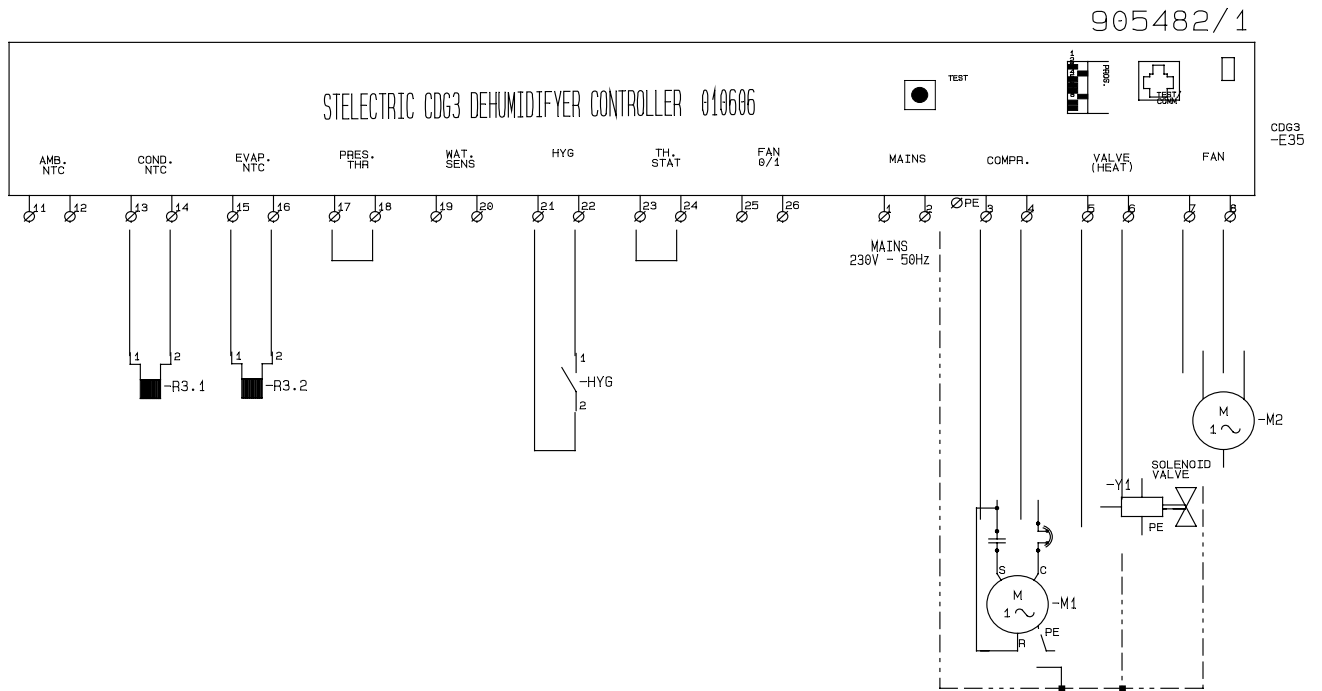 905482/1
STELECTRIC CDG3 DEHUMIDIFYER CONTROLLER 010606
TEST
PROG.
TEST/
COMM
CDG3
-E35
AMB.
NTC
COND.
NTC
EVAP.
NTC
PRES.
THR
WAT.
SENS
HYG
TH.
STAT
FAN
0/1
MAINS
COMPR.
VALVE
(HEAT)
FAN
11 12 13 14 15 16 17 18 19 20 21 22 23 24 25 26 1 2 PE 3 4 5 6 7 8
MAINS
230V - 50Hz
1 2
-R3.1
1 2
-R3.2
1
-HYG
2
M
1
-M2
SOLENOID
VALVE
-Y1
PE
S C
M
1
-M1
PE
R